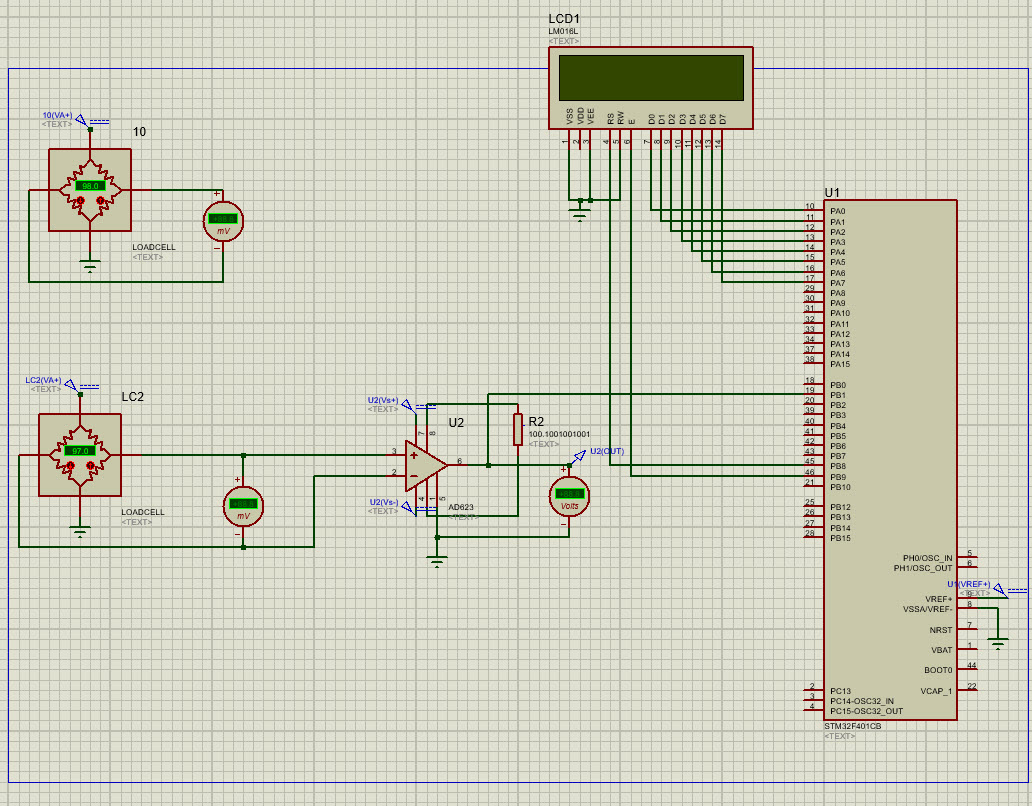 LCD1
LM016L
<TEXT>
VSS
VDD
VEE
RS
RW
E
D0
D1
D2
D3
D4
D5
D6
D7
1
2
3
4
5
6
7
8
9
10
11
12
13
14
10(VA+)
<TEXT>
10
98.0
mV
LOADCELL
<TEXT>
LC2(VA+)
<TEXT>
LC2
97.0
mV
LOADCELL
<TEXT>
U2(Vs+)
<TEXT>
U2
3
2
7
8
6
4
1
5
U2(Vs-)
<TEXT>
AD623
<TEXT>
R2
100.1001001001
<TEXT>
U2(OUT)
Volts
U1
10 PA0
11 PA1
12 PA2
13 PA3
14 PA4
15 PA5
16 PA6
17 PA7
29 PA8
30 PA9
31 PA10
32 PA11
33 PA12
34 PA13
37 PA14
38 PA15
18 PB0
19 PB1
20 PB2
39 PB3
40 PB4
41 PB5
42 PB6
43 PB7
45 PB8
46 PB9
21 PB10
25 PB12
26 PB13
27 PB14
28 PB15
PH0/OSC_IN 5
PH1/OSC_OUT 6
U1(VREF+)
<TEXT>
VREF+ 9
VSSA/VREF- 8
NRST 7
VBAT 1
BOOT0 44
VCAP_1 22
2 PC13
3 PC14-OSC32_IN
4 PC15-OSC32_OUT
STM32F401CB
<TEXT>